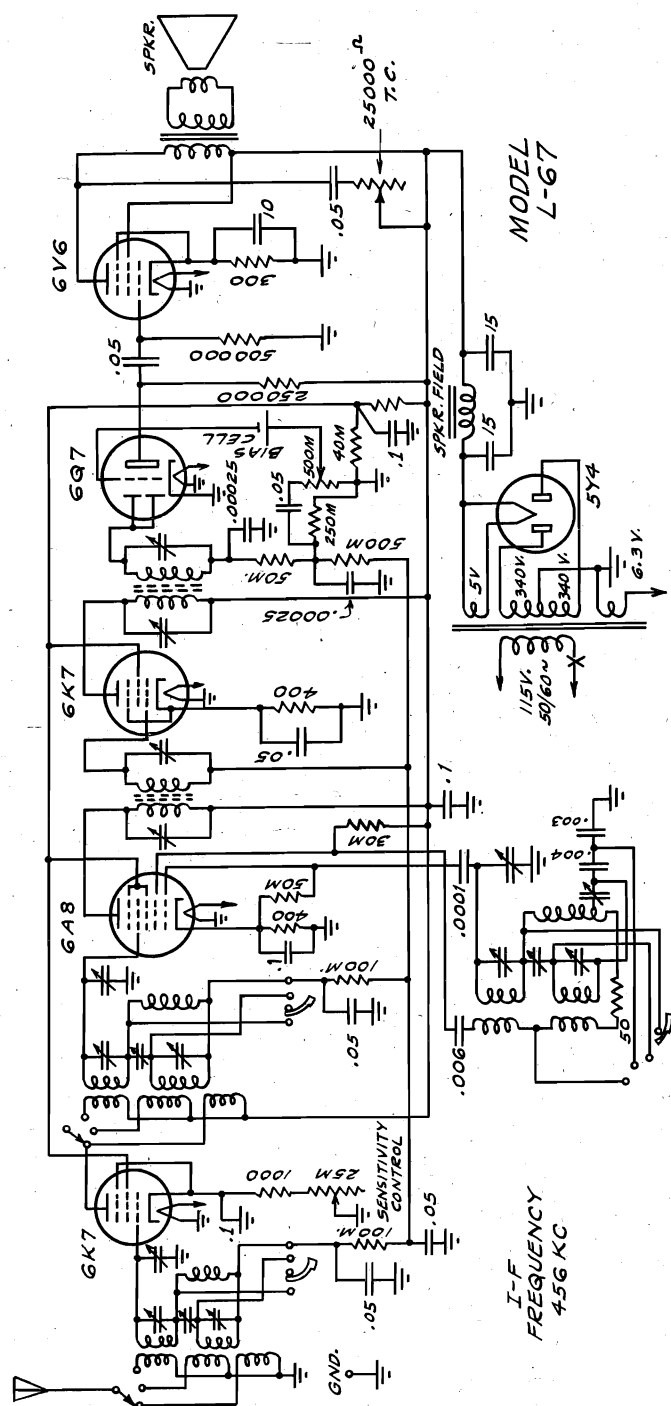 6K7
.1
1000
25M
SENSITIVITY
CONTROL
100M.
.05
.05
GND.
I-F
FREQUENCY
456 KC
6A8
.1
400
50M
30M
100M.
.05
.0001
.006
50
.004
.003
.1
6K7
.05
400
6Q7
.00025
50M.
.00025
500M
250M
.05
500M
BIAS
CELL
40M
.1
250000
.05
500000
6V6
300
10
.05
25000 Ω
T.C.
SPKR.
SPKR. FIELD
15
15
5Y4
5V
340V.
340V.
6.3V.
115V.
50/60~
MODEL
L-67